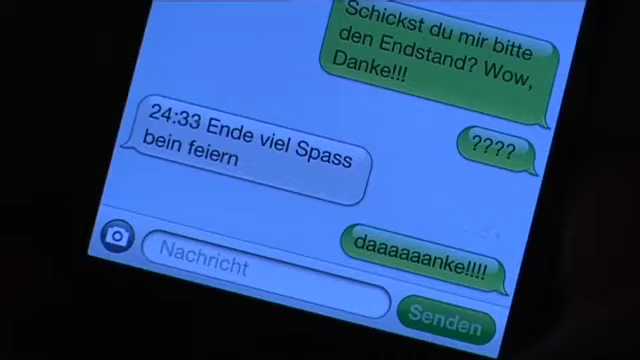 Schickst du mir bitte
den Endstand? Wow,
Danke!!!
????
24:33 Ende viel Spass
bein feiern
daaaaaanke!!!!
Nachricht
Senden